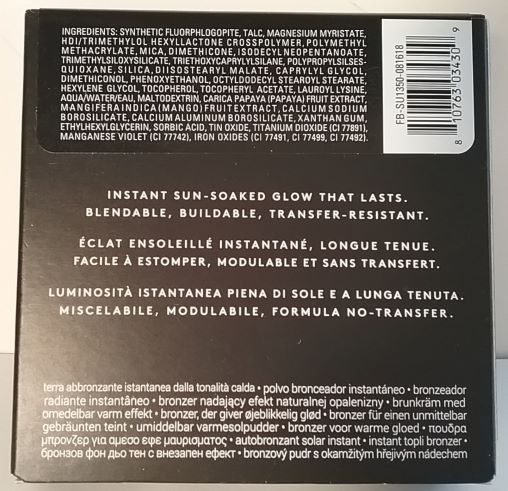 INGREDIENTS: SYNTHETIC FLUORPHLOGOPITE, TALC, MAGNESIUM MYRISTATE,
HDI/TRIMETHYLOL HEXYLLACTONE CROSSPOLYMER, POLYMETHYL
METHACRYLATE, MICA, DIMETHICONE, ISODECYL NEOPENTANOATE,
TRIMETHYLSILOXYSILICATE, TRIETHOXYCAPRYLYLSILANE, POLYPROPYLSILSES-
QUIOXANE, SILICA, DIISOSTEARYL MALATE, CAPRYLYL GLYCOL,
DIMETHICONOL, PHENOXYETHANOL, OCTYLDODECYL STEAROYL STEARATE,
HEXYLENE GLYCOL, TOCOPHEROL, TOCOPHERYL ACETATE, LAUROYL LYSINE,
AQUA/WATER/EAU, MALTODEXTRIN, CARICA PAPAYA (PAPAYA) FRUIT EXTRACT,
MANGIFERA INDICA (MANGO) FRUIT EXTRACT, CALCIUM SODIUM
BOROSILICATE, CALCIUM ALUMINUM BOROSILICATE, XANTHAN GUM,
ETHYLHEXYLGLYCERIN, SORBIC ACID, TIN OXIDE, TITANIUM DIOXIDE (CI 77891),
MANGANESE VIOLET (CI 77742), IRON OXIDES (CI 77491, CI 77499, CI 77492).
FB-SU1350-081618
8 10763 03430 9
INSTANT SUN-SOAKED GLOW THAT LASTS.
BLENDABLE, BUILDABLE, TRANSFER-RESISTANT.
ÉCLAT ENSOLEILLÉ INSTANTANÉ, LONGUE TENUE.
FACILE À ESTOMPER, MODULABLE ET SANS TRANSFERT.
LUMINOSITÀ ISTANTANEA PIENA DI SOLE E A LUNGA TENUTA.
MISCELABILE, MODULABILE, FORMULA NO-TRANSFER.
terra abbronzante istantanea dalla tonalità calda • polvo bronceador instantáneo • bronzeador
radiante instantâneo • bronzer nadający efekt naturalnej opalenizny • brunkräm med
omedelbar varm effekt • bronzer, der giver øjeblikkelig glød • bronzer für einen unmittelbar
gebräunten teint • umiddelbar varmesolpudder • bronzer voor warme gloed • πουδρα
μπρονζερ για αμεσο εφε μαυρισματος • autobronzant solar instant • instant topli bronzer •
бронзов фон дьо тен с внезапен ефект • bronzový pudr s okamžitým hřejivým nádechem